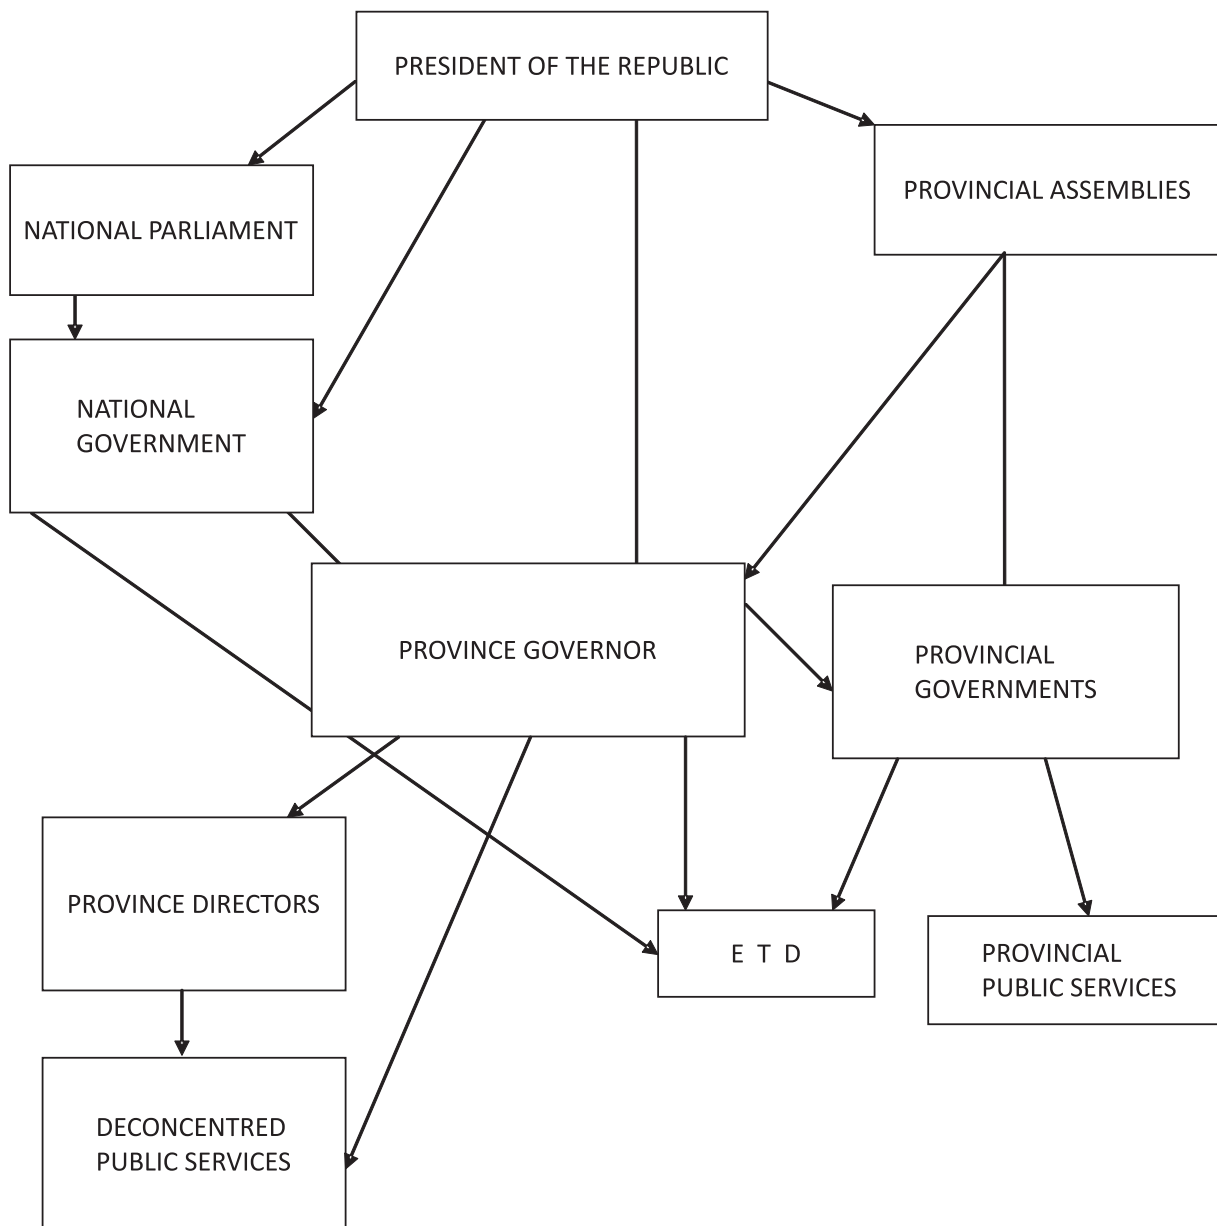 PRESIDENT OF THE REPUBLIC
PROVINCIAL ASSEMBLIES
NATIONAL PARLIAMENT
NATIONAL
GOVERNMENT
PROVINCE GOVERNOR
PROVINCIAL
GOVERNMENTS
PROVINCE DIRECTORS
E T D
PROVINCIAL
PUBLIC SERVICES
DECONCENTRED
PUBLIC SERVICES